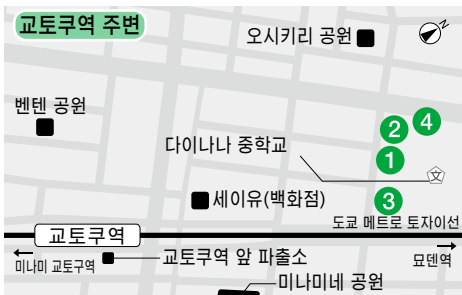 교토쿠역 주변
오시키리 공원
N
벤텐 공원
다이나나 중학교
2
4
1
文
세이유(백화점)
3
도쿄 메트로 토자이선
교토쿠역
미나미 교토구역
교토쿠역 앞 파출소
묘덴역
미나미네 공원